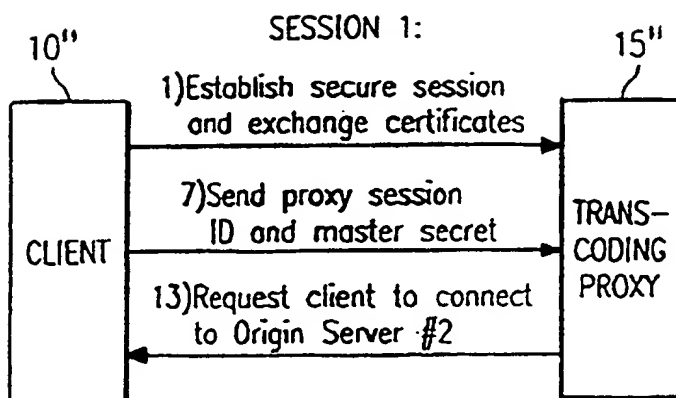 SESSION 1:
10" 15"
1)Establish secure session
and exchange certificates
7)Send proxy session
ID and master secret
CLIENT
TRANS-
CODING
PROXY
13)Request client to connect
to Origin Server #2